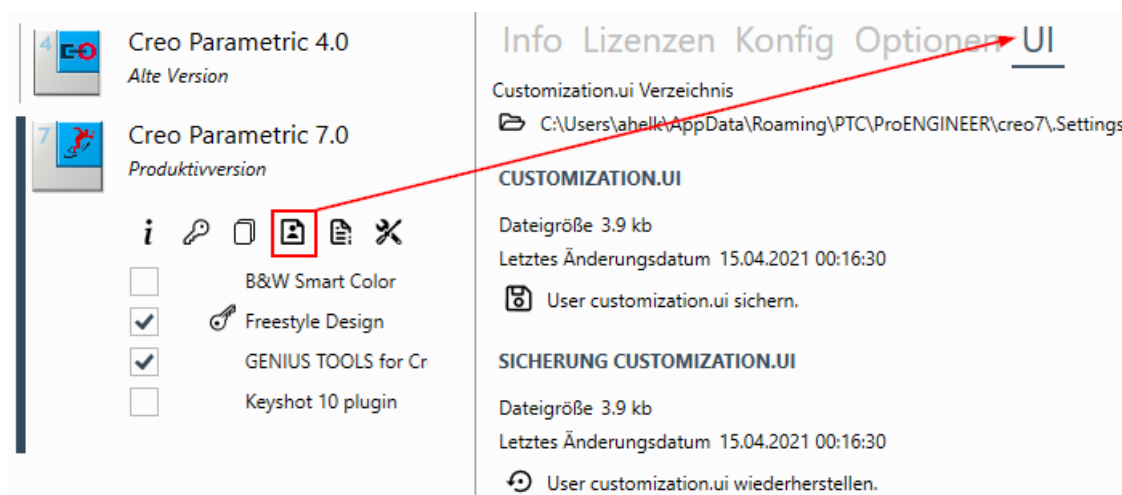 4
Creo Parametric 4.0
Alte Version
7
Creo Parametric 7.0
Produktivversion
B&W Smart Color
Freestyle Design
GENIUS TOOLS for Cr
Keyshot 10 plugin
Info Lizenzen Konfig Optionen UI
Customization.ui Verzeichnis
C:\Users\ahelk\AppData\Roaming\PTC\ProENGINEER\creo7\.Settings
CUSTOMIZATION.UI
Dateigröße 3.9 kb
Letztes Änderungsdatum 15.04.2021 00:16:30
User customization.ui sichern.
SICHERUNG CUSTOMIZATION.UI
Dateigröße 3.9 kb
Letztes Änderungsdatum 15.04.2021 00:16:30
User customization.ui wiederherstellen.